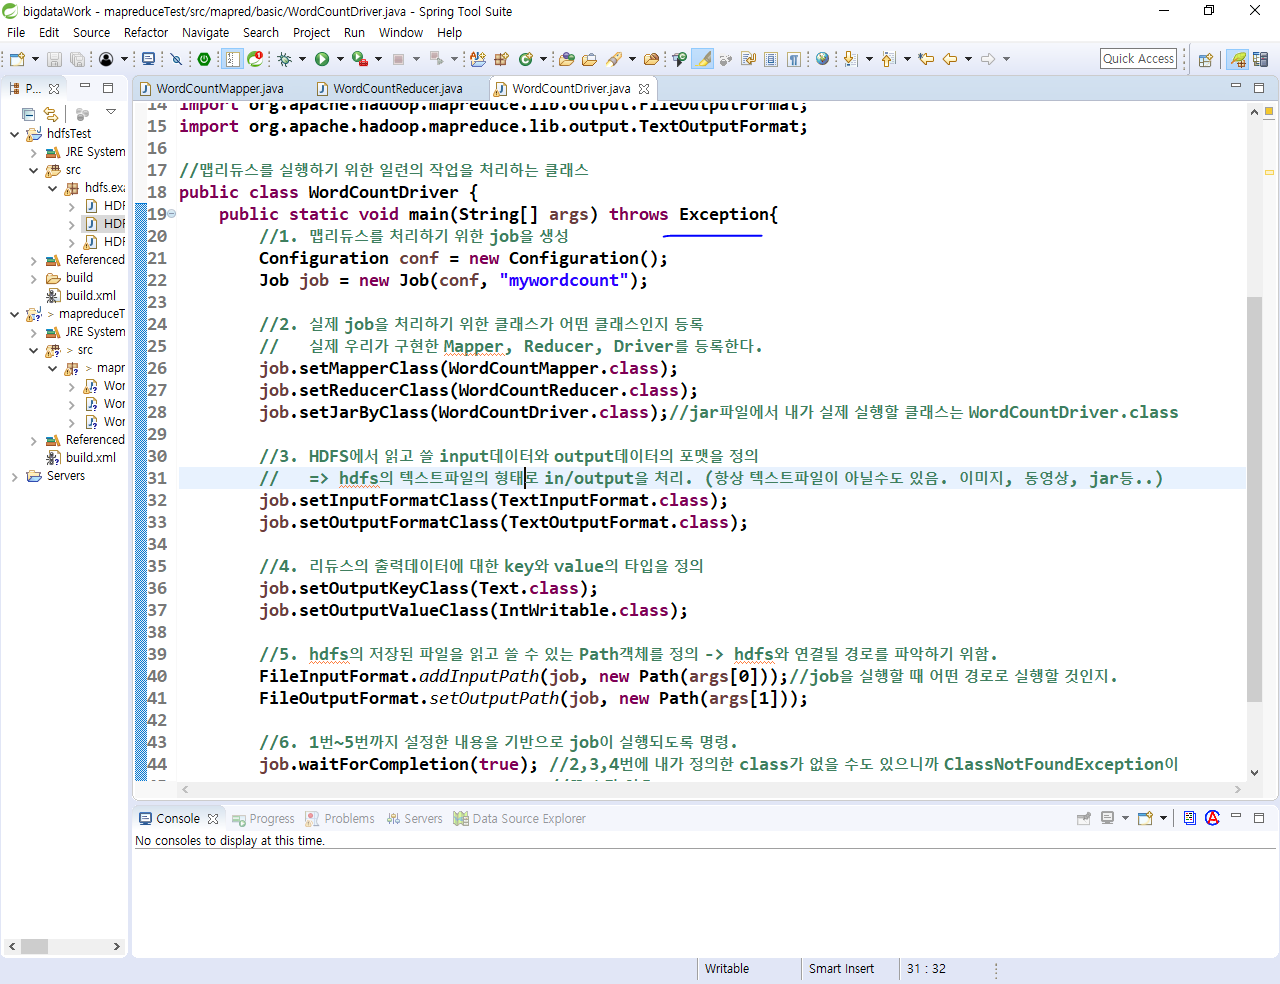 bigdataWork - mapreduceTest/src/mapred/basic/WordCountDriver.java - Spring Tool Suite
File Edit Source Refactor Navigate Search Project Run Window Help
Quick Access
P...
WordCountMapper.java WordCountReducer.java WordCountDriver.java
hdfsTest
JRE System
src
hdfs.exa
HDF
HDF
HDF
Referenced
build
build.xml
> mapreduceT
JRE System
> src
> mapr
Wor
Wor
Wor
Referenced
build.xml
Servers
14 import org.apache.hadoop.mapreduce.lib.output.FileOutputFormat;
15 import org.apache.hadoop.mapreduce.lib.output.TextOutputFormat;
16
17 //맵리듀스를 실행하기 위한 일련의 작업을 처리하는 클래스
18 public class WordCountDriver {
19 public static void main(String[] args) throws Exception{
20 //1. 맵리듀스를 처리하기 위한 job을 생성
21 Configuration conf = new Configuration();
22 Job job = new Job(conf, "mywordcount");
23
24 //2. 실제 job을 처리하기 위한 클래스가 어떤 클래스인지 등록
25 // 실제 우리가 구현한 Mapper, Reducer, Driver를 등록한다.
26 job.setMapperClass(WordCountMapper.class);
27 job.setReducerClass(WordCountReducer.class);
28 job.setJarByClass(WordCountDriver.class);//jar파일에서 내가 실제 실행할 클래스는 WordCountDriver.class
29
30 //3. HDFS에서 읽고 쓸 input데이터와 output데이터의 포맷을 정의
31 // => hdfs의 텍스트파일의 형태로 in/output을 처리. (항상 텍스트파일이 아닐수도 있음. 이미지, 동영상, jar등..)
32 job.setInputFormatClass(TextInputFormat.class);
33 job.setOutputFormatClass(TextOutputFormat.class);
34
35 //4. 리듀스의 출력데이터에 대한 key와 value의 타입을 정의
36 job.setOutputKeyClass(Text.class);
37 job.setOutputValueClass(IntWritable.class);
38
39 //5. hdfs의 저장된 파일을 읽고 쓸 수 있는 Path객체를 정의 -> hdfs와 연결될 경로를 파악하기 위함.
40 FileInputFormat.addInputPath(job, new Path(args[0]));//job을 실행할 때 어떤 경로로 실행할 것인지.
41 FileOutputFormat.setOutputPath(job, new Path(args[1]));
42
43 //6. 1번~5번까지 설정한 내용을 기반으로 job이 실행되도록 명령.
44 job.waitForCompletion(true); //2,3,4번에 내가 정의한 class가 없을 수도 있으니까 ClassNotFoundException이
Console Progress Problems Servers Data Source Explorer
No consoles to display at this time.
Writable Smart Insert 31 : 32